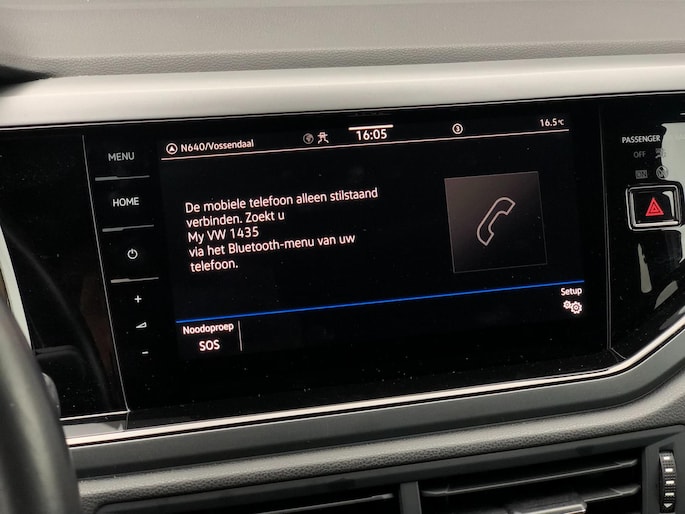 N640/Vossendaal
16:05
3
16.5°C
MENU
HOME
De mobiele telefoon alleen stilstaand
verbinden. Zoekt u
My VW 1435
via het Bluetooth-menu van uw
telefoon.
Setup
Noodoproep
SOS
+
-
PASSENGER
OFF